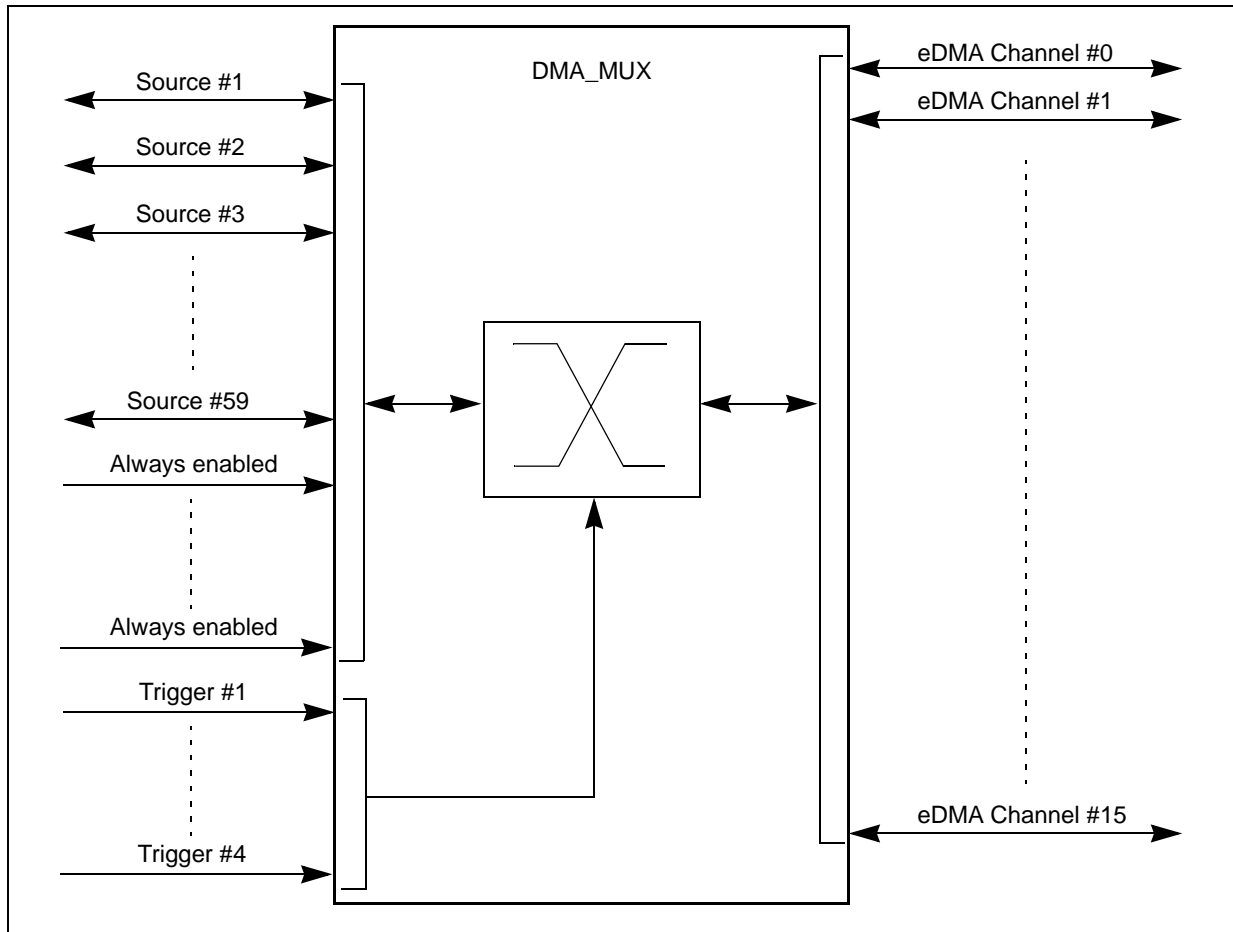 DMA_MUX
Source #1
Source #2
Source #3
Source #59
Always enabled
Always enabled
Trigger #1
Trigger #4
eDMA Channel #0
eDMA Channel #1
eDMA Channel #15